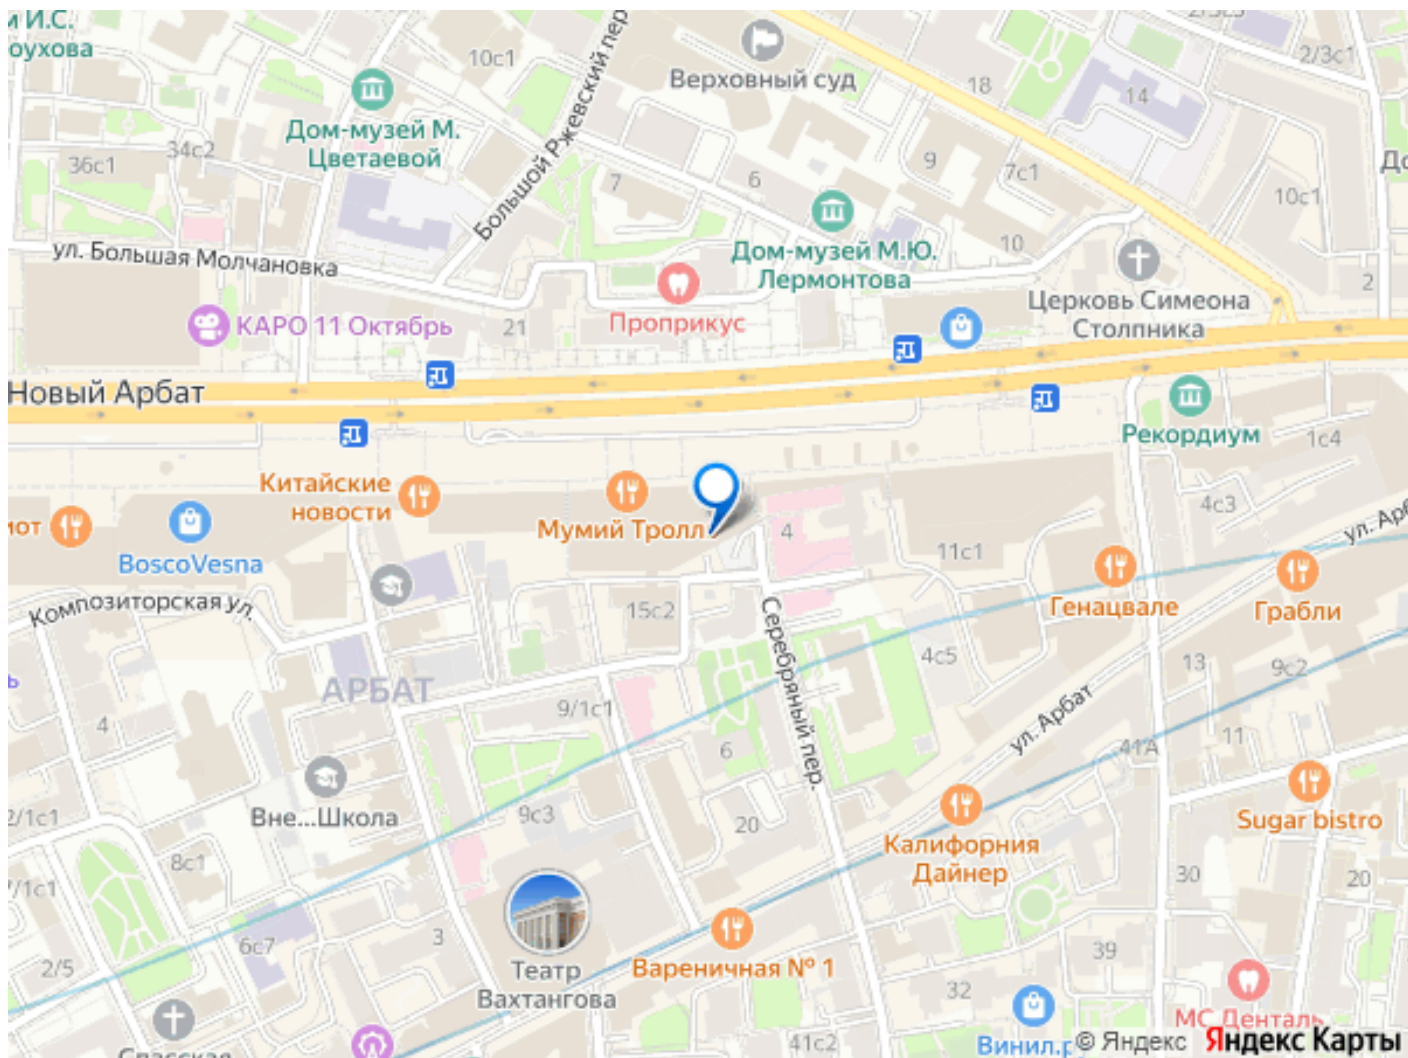 м И.С.
оухова
10с1
Большой Ржевский пер.
Верховный суд
18
14
2/3с1
Дом-музей М.
Цветаевой
36с1
34с2
7
6
9
7с1
10с1
ул. Большая Молчановка
Дом-музей М.Ю.
Лермонтова
10
Церковь Симеона
Столпника
2
КАРО 11 Октябрь
21
Проприкус
Новый Арбат
Рекордиум
1с4
Китайские
новости
Мумий Тролл
4
4с3
ул. Арб
BoscoVesna
11с1
Генацвале
Грабли
Композиторская ул.
15с2
Серебряный пер.
4с5
13
9с2
АРБАТ
4
9/1с1
6
ул. Арбат
41А
11
Вне...Школа
2/1с1
9с3
20
Sugar bistro
Калифорния
Дайнер
8с1
/1с1
30
20
6с7
3
2/5
Театр
Вахтангова
Вареничная № 1
39
32
МС Денталь
Спасская
41с2
Винил.р
© Яндекс
Яндекс Карты